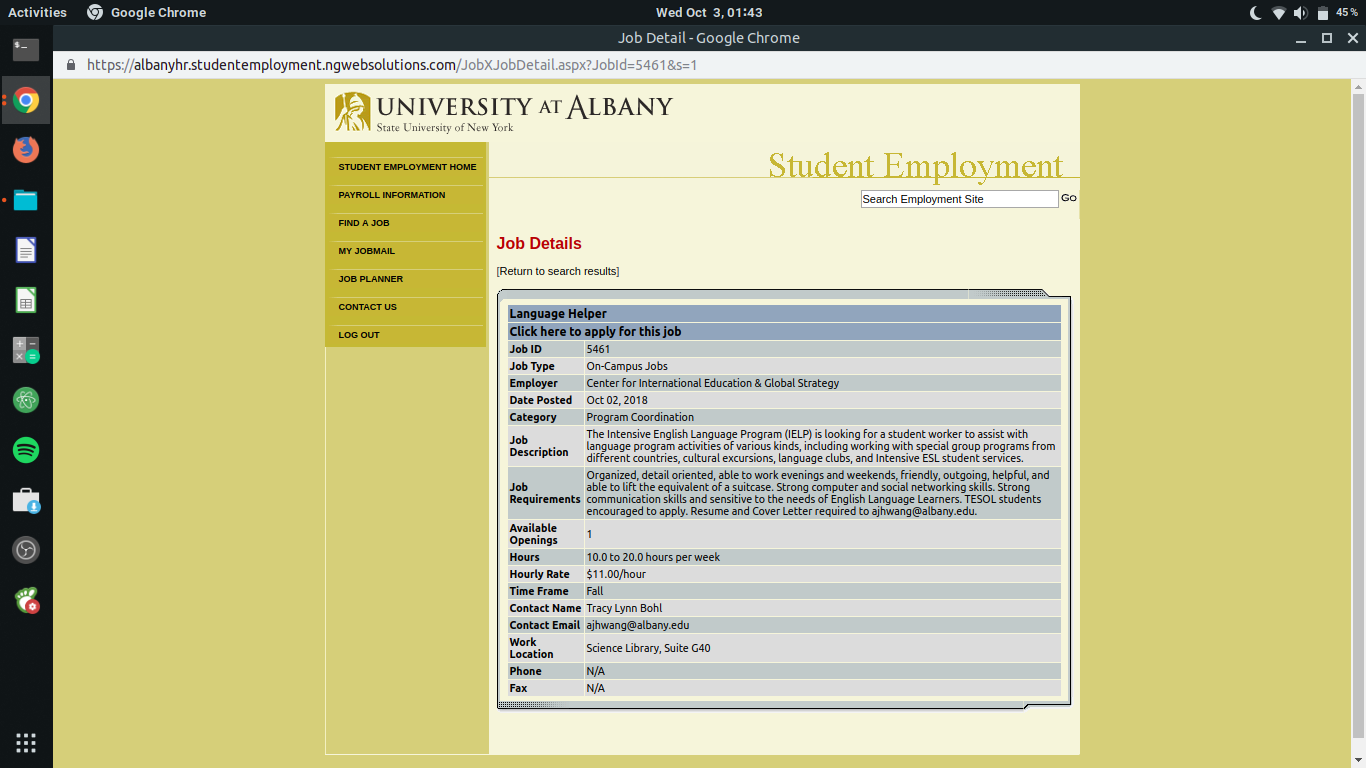 Activities Google Chrome Wed Oct 3, 01:43 45 %
Job Detail - Google Chrome
https://albanyhr.studentemployment.ngwebsolutions.com/JobXJobDetail.aspx?JobId=5461&s=1
UNIVERSITY AT ALBANY
State University of New York
Student Employment
Search Employment Site Go
STUDENT EMPLOYMENT HOME
PAYROLL INFORMATION
FIND A JOB
MY JOBMAIL
JOB PLANNER
CONTACT US
LOG OUT
Job Details
[Return to search results]
Language Helper
Click here to apply for this job
Job ID 5461
Job Type On-Campus Jobs
Employer Center for International Education & Global Strategy
Date Posted Oct 02, 2018
Category Program Coordination
Job Description
The Intensive English Language Program (IELP) is looking for a student worker to assist with
language program activities of various kinds, including working with special group programs from
different countries, cultural excursions, language clubs, and Intensive ESL student services.
Job Requirements
Organized, detail oriented, able to work evenings and weekends, friendly, outgoing, helpful, and
able to lift the equivalent of a suitcase. Strong computer and social networking skills. Strong
communication skills and sensitive to the needs of English Language Learners. TESOL students
encouraged to apply. Resume and Cover Letter required to ajhwang@albany.edu.
Available Openings 1
Hours 10.0 to 20.0 hours per week
Hourly Rate $11.00/hour
Time Frame Fall
Contact Name Tracy Lynn Bohl
Contact Email ajhwang@albany.edu
Work Location Science Library, Suite G40
Phone N/A
Fax N/A